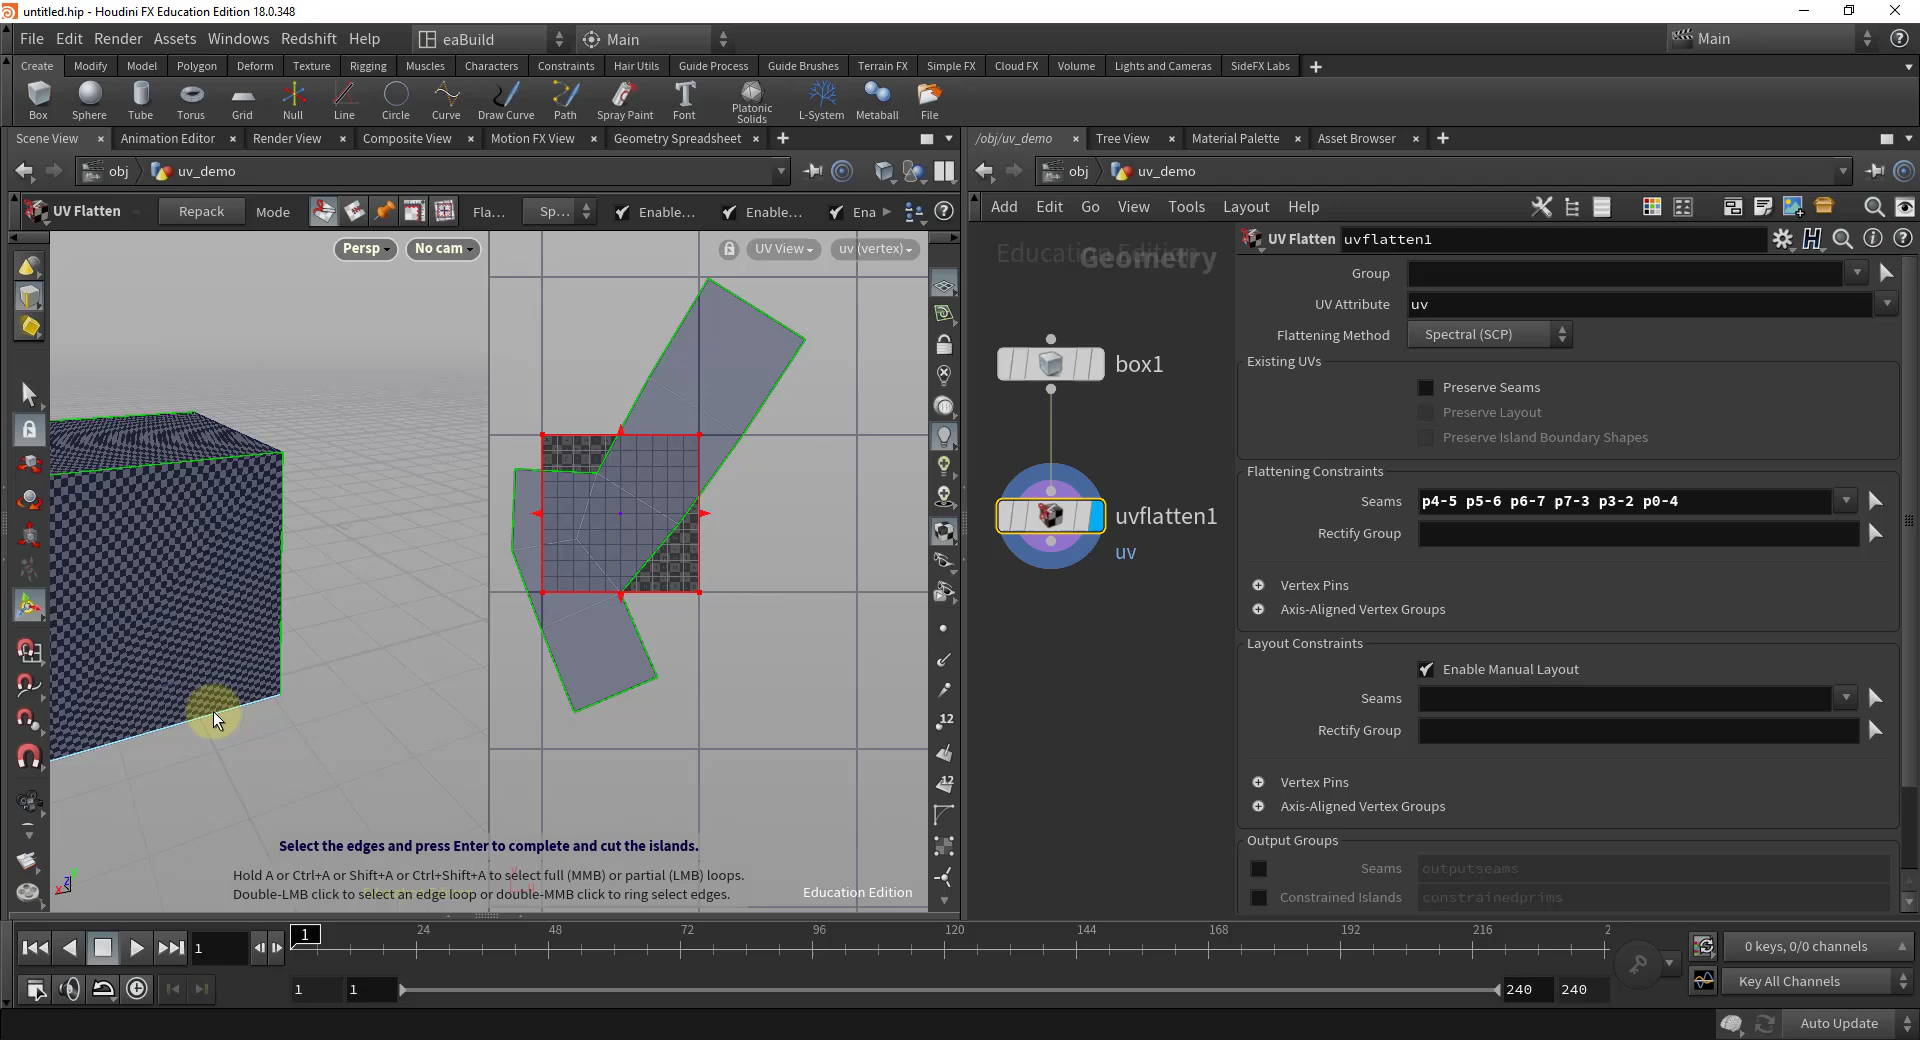 untitled.hip - Houdini FX Education Edition 18.0.348
File Edit Render Assets Windows Redshift Help eaBuild Main Main
Create Modify Model Polygon Deform Texture Rigging Muscles Characters Constraints Hair Utils Guide Process Guide Brushes Terrain FX Simple FX Cloud FX Volume Lights and Cameras SideFX Labs
Box Sphere Tube Torus Grid Null Line Circle Curve Draw Curve Path Spray Paint Font Platonic Solids L-System Metaball File
Scene View Animation Editor Render View Composite View Motion FX View Geometry Spreadsheet
/obj/uv_demo Tree View Material Palette Asset Browser
obj uv_demo
obj uv_demo
UV Flatten Repack Mode Fla... Sp... Enable... Enable... Ena
Add Edit Go View Tools Layout Help
Persp No cam
UV View uv (vertex)
Education Edition
Geometry
box1
uvflatten1
uv
UV Flatten uvflatten1
Group
UV Attribute uv
Flattening Method Spectral (SCP)
Existing UVs
Preserve Seams
Preserve Layout
Preserve Island Boundary Shapes
Flattening Constraints
Seams p4-5 p5-6 p6-7 p7-3 p3-2 p0-4
Rectify Group
Vertex Pins
Axis-Aligned Vertex Groups
Layout Constraints
Enable Manual Layout
Seams
Rectify Group
Vertex Pins
Axis-Aligned Vertex Groups
Output Groups
Seams outputseams
Constrained Islands constrainedprims
12
12
Select the edges and press Enter to complete and cut the islands.
Hold A or Ctrl+A or Shift+A or Ctrl+Shift+A to select full (MMB) or partial (LMB) loops.
Double-LMB click to select an edge loop or double-MMB click to ring select edges.
Education Edition
1 1 24 48 72 96 120 144 168 192 216 2
0 keys, 0/0 channels
1 1 240 240
Key All Channels
Auto Update